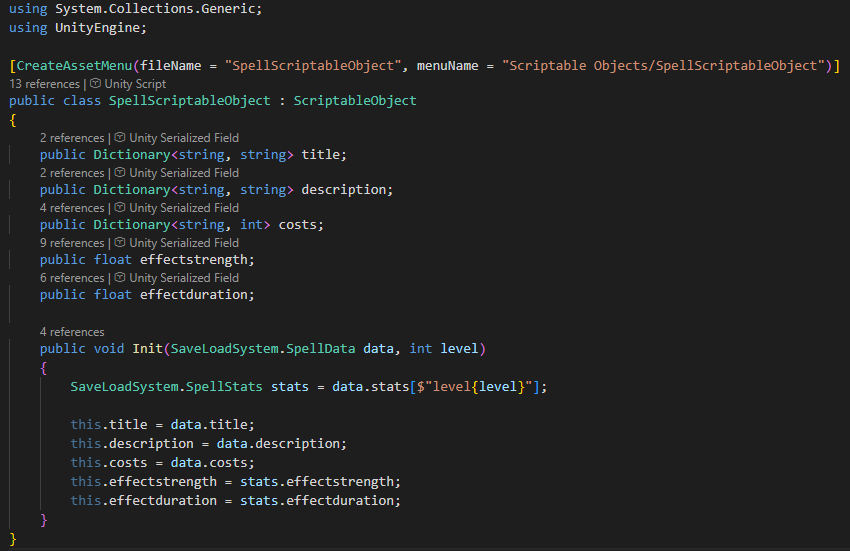 using System.Collections.Generic;
using UnityEngine;
[CreateAssetMenu(fileName = "SpellScriptableObject", menuName = "Scriptable Objects/SpellScriptableObject")]
13 references | Unity Script
public class SpellScriptableObject : ScriptableObject
{
2 references | Unity Serialized Field
public Dictionary<string, string> title;
2 references | Unity Serialized Field
public Dictionary<string, string> description;
4 references | Unity Serialized Field
public Dictionary<string, int> costs;
9 references | Unity Serialized Field
public float effectstrength;
6 references | Unity Serialized Field
public float effectduration;
4 references
public void Init(SaveLoadSystem.SpellData data, int level)
{
SaveLoadSystem.SpellStats stats = data.stats[$"level{level}"];
this.title = data.title;
this.description = data.description;
this.costs = data.costs;
this.effectstrength = stats.effectstrength;
this.effectduration = stats.effectduration;
}
}